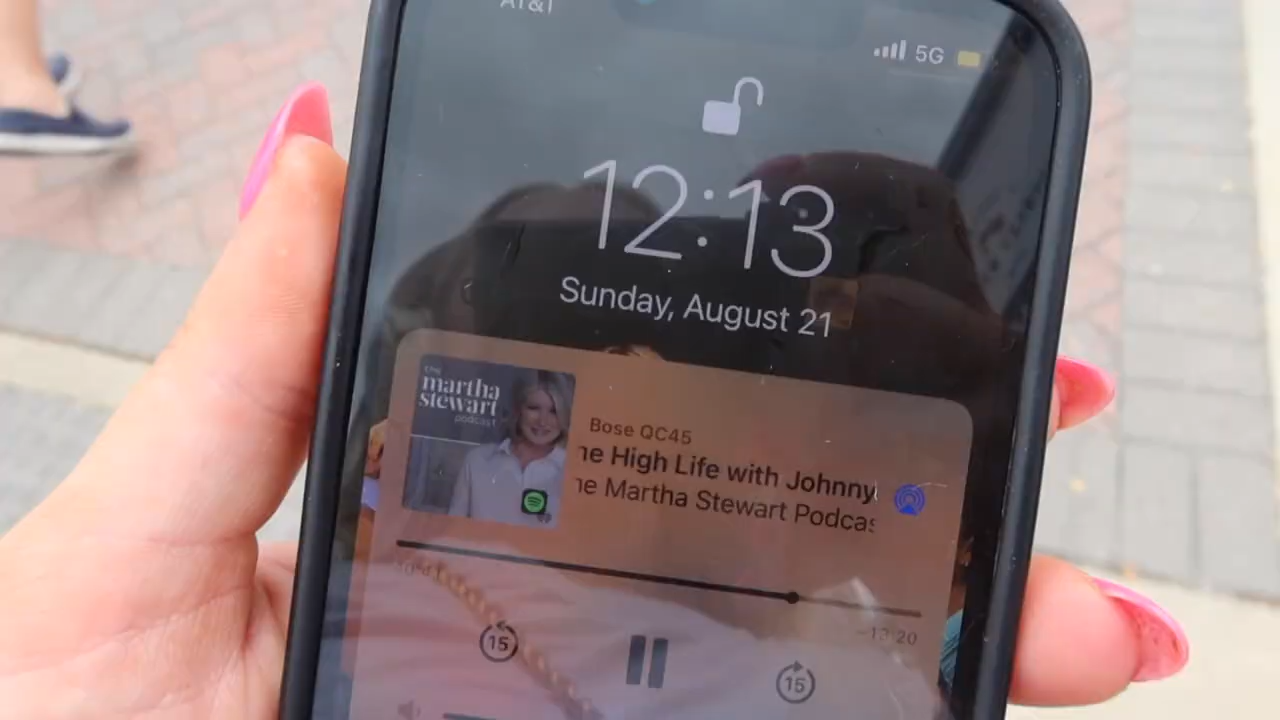 AT&T
5G
12:13
Sunday, August 21
the
martha
stewart
podcast
Bose QC45
he High Life with Johnny
he Martha Stewart Podcas
-13:20
15
15